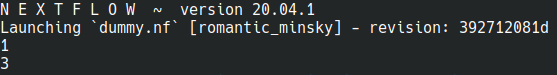 N E X T F L O W  ~  version 20.04.1
Launching `dummy.nf` [romantic_minsky] - revision: 392712081d
1
3